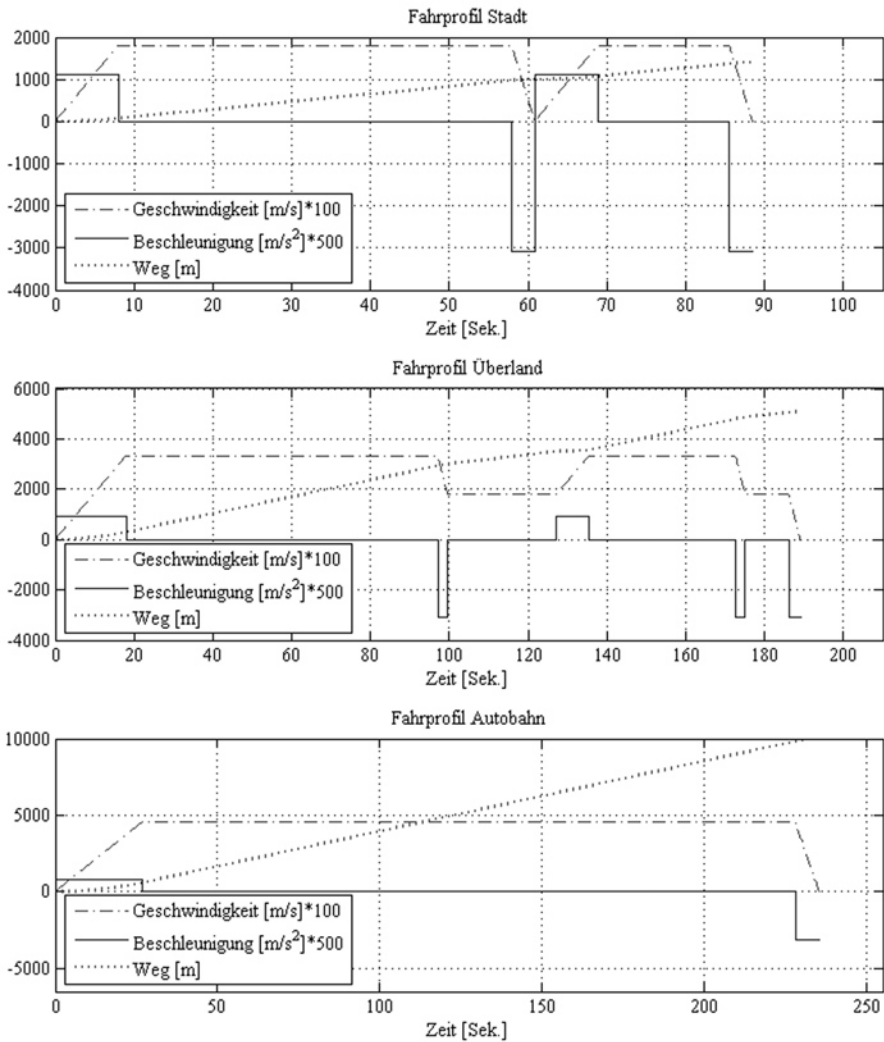 Fahrprofil Stadt
2000
1000
0
-1000
-2000
-3000
-4000
Geschwindigkeit [m/s]*100
Beschleunigung [m/s²]*500
Weg [m]
0 10 20 30 40 50 60 70 80 90 100
Zeit [Sek.]
Fahrprofil Überland
6000
4000
2000
0
-2000
-4000
Geschwindigkeit [m/s]*100
Beschleunigung [m/s²]*500
Weg [m]
0 20 40 60 80 100 120 140 160 180 200
Zeit [Sek.]
Fahrprofil Autobahn
10000
5000
0
-5000
Geschwindigkeit [m/s]*100
Beschleunigung [m/s²]*500
Weg [m]
0 50 100 150 200 250
Zeit [Sek.]